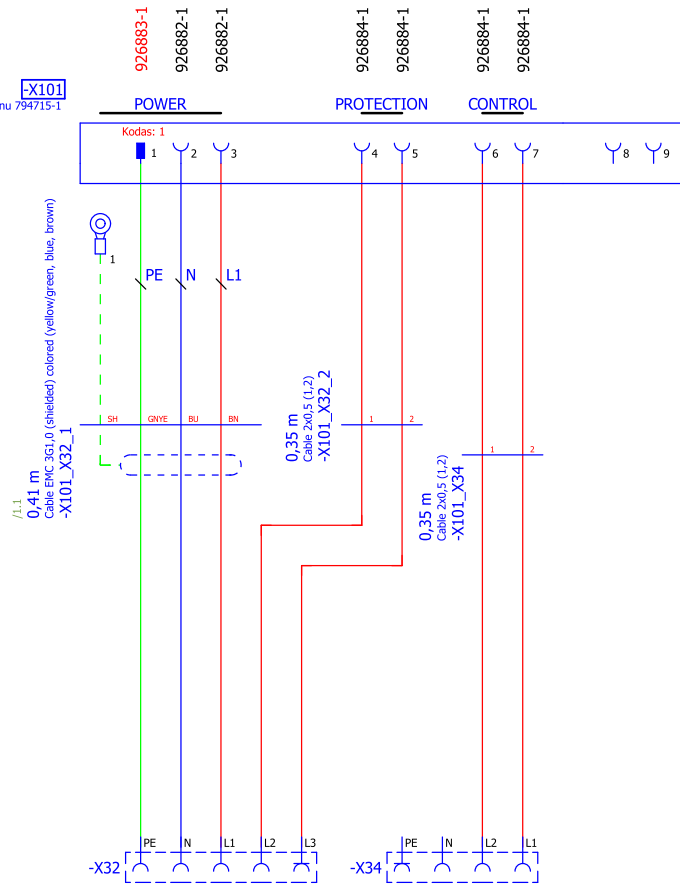 926883-1
926882-1
926882-1
926884-1
926884-1
926884-1
926884-1
-X101
nu 794715-1
POWER
PROTECTION
CONTROL
Kodas: 1
1
2
3
4
5
6
7
8
9
1
PE
N
L1
/1.1
0,41 m
Cable EMC 3G1,0 (shielded) colored (yellow/green, blue, brown)
-X101_X32_1
SH
GNYE
BU
BN
0,35 m
Cable 2x0,5 (1,2)
-X101_X32_2
1
2
0,35 m
Cable 2x0,5 (1,2)
-X101_X34
1
2
-X32
PE
N
L1
L2
L3
-X34
PE
N
L2
L1